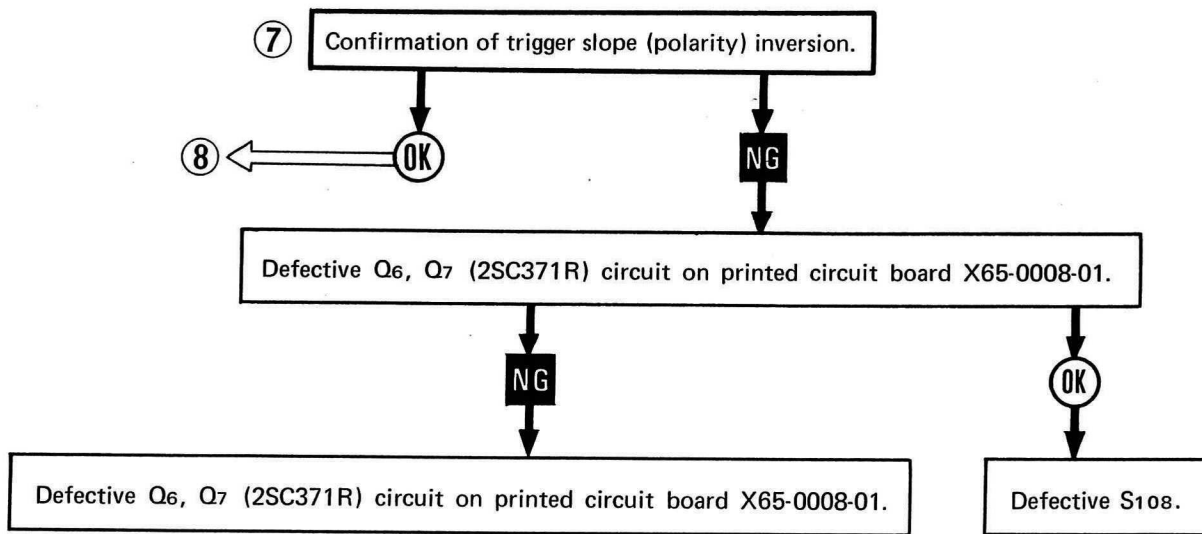 ⑦ Confirmation of trigger slope (polarity) inversion.
⑧ OK NG
Defective Q6, Q7 (2SC371R) circuit on printed circuit board X65-0008-01.
NG OK
Defective Q6, Q7 (2SC371R) circuit on printed circuit board X65-0008-01.
Defective S108.